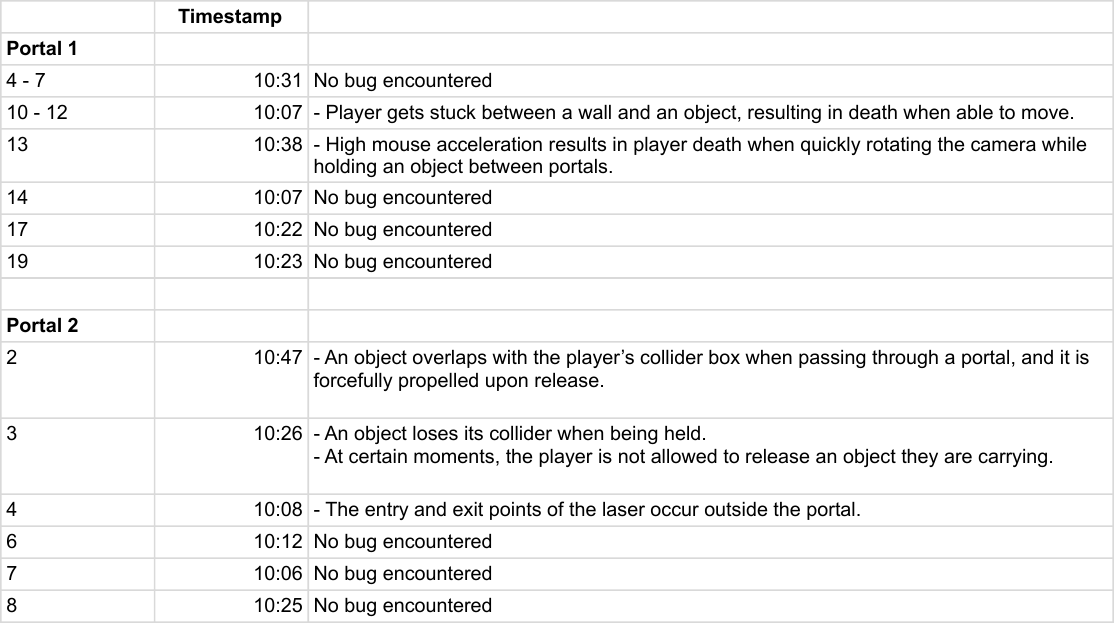 Timestamp
Portal 1
4 - 7 10:31 No bug encountered
10 - 12 10:07 - Player gets stuck between a wall and an object, resulting in death when able to move.
13 10:38 - High mouse acceleration results in player death when quickly rotating the camera while
holding an object between portals.
14 10:07 No bug encountered
17 10:22 No bug encountered
19 10:23 No bug encountered
Portal 2
2 10:47 - An object overlaps with the player’s collider box when passing through a portal, and it is
forcefully propelled upon release.
3 10:26 - An object loses its collider when being held.
- At certain moments, the player is not allowed to release an object they are carrying.
4 10:08 - The entry and exit points of the laser occur outside the portal.
6 10:12 No bug encountered
7 10:06 No bug encountered
8 10:25 No bug encountered